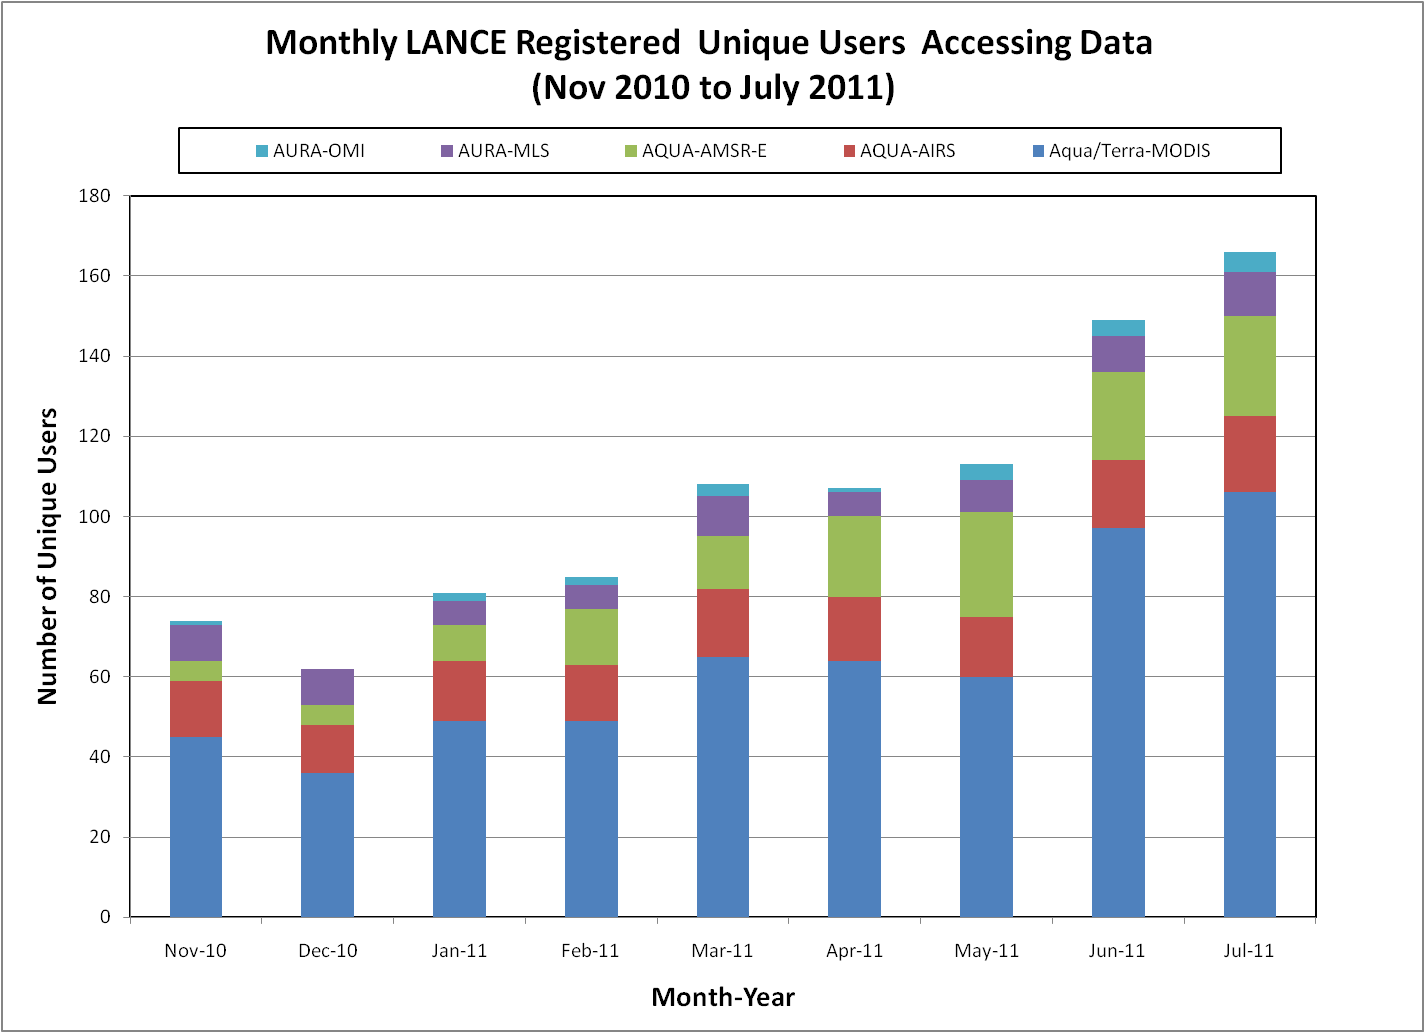 Monthly LANCE Registered  Unique Users  Accessing Data
(Nov 2010 to July 2011)
AURA-OMI AURA-MLS AQUA-AMSR-E AQUA-AIRS Aqua/Terra-MODIS
180
160
140
120
100
80
60
40
20
0
Number of Unique Users
Nov-10 Dec-10 Jan-11 Feb-11 Mar-11 Apr-11 May-11 Jun-11 Jul-11
Month-Year